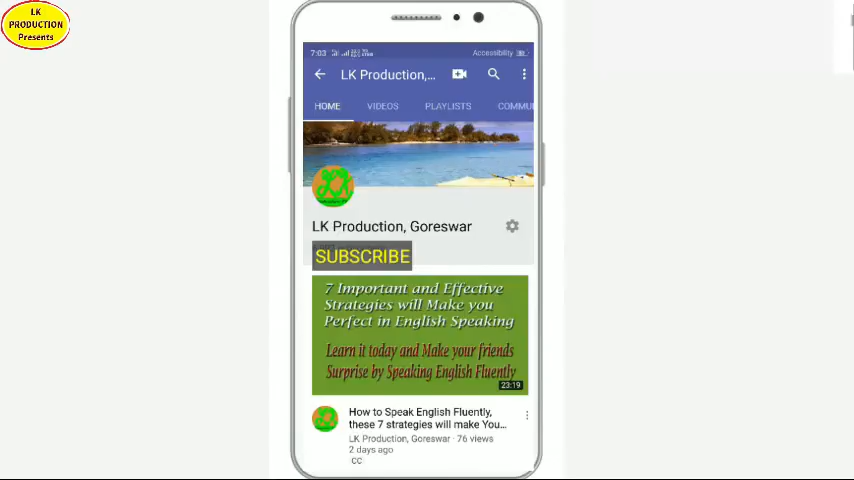 LK
PRODUCTION
Presents
7:03
Accessibility
LK Production,...
HOME VIDEOS PLAYLISTS COMMU
LK Production, Goreswar
SUBSCRIBE
7 Important and Effective
Strategies will Make you
Perfect in English Speaking
Learn it today and Make your friends
Surprise by Speaking English Fluently
23:19
How to Speak English Fluently,
these 7 strategies will make You...
LK Production, Goreswar · 76 views
2 days ago
CC